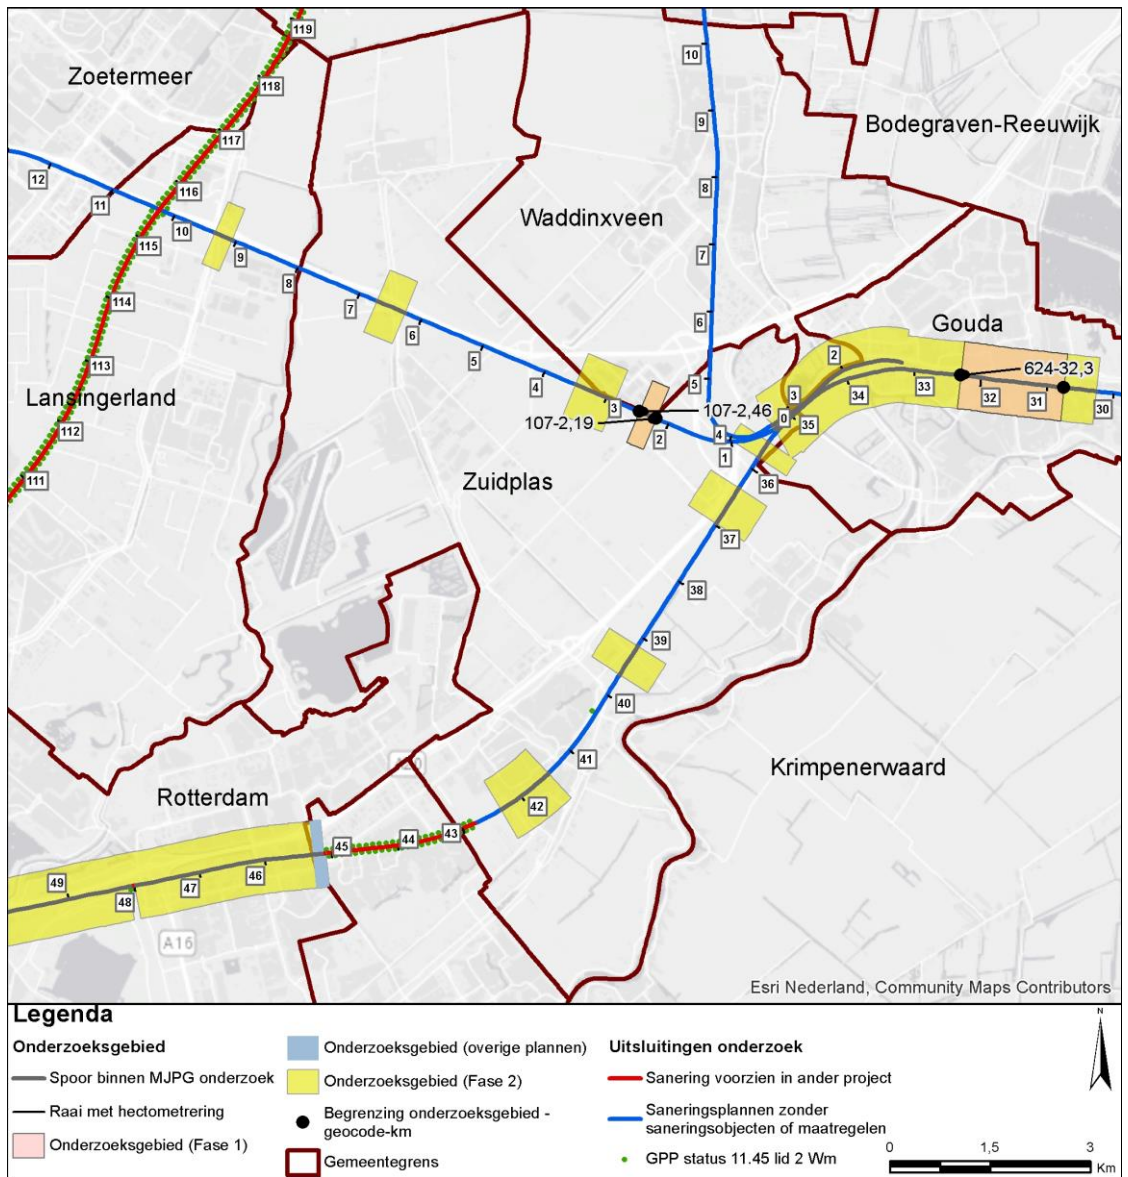 119
10
Zoetermeer
118
9
Bodegraven-Reeuwijk
117
12
116
8
11
Waddinxveen
10
115
9
7
8
114
7
6
6
Gouda
113
5
2
624-32,3
4
5
33
32
31
30
Lansingerland
3
3
34
107-2,46
0
35
107-2,19
2
4
112
1
111
Zuidplas
36
37
38
39
40
41
Krimpenerwaard
Rotterdam
42
43
44
45
46
47
48
49
A16
Esri Nederland, Community Maps Contributors
Legenda
Onderzoeksgebied
Spoor binnen MJPG onderzoek
Raai met hectometrering
Onderzoeksgebied (Fase 1)
Onderzoeksgebied (overige plannen)
Onderzoeksgebied (Fase 2)
Begrenzing onderzoeksgebied -
geocode-km
Gemeentegrens
Uitsluitingen onderzoek
Sanering voorzien in ander project
Saneringsplannen zonder
saneringsobjecten of maatregelen
GPP status 11.45 lid 2 Wm
N
0
1,5
3
Km